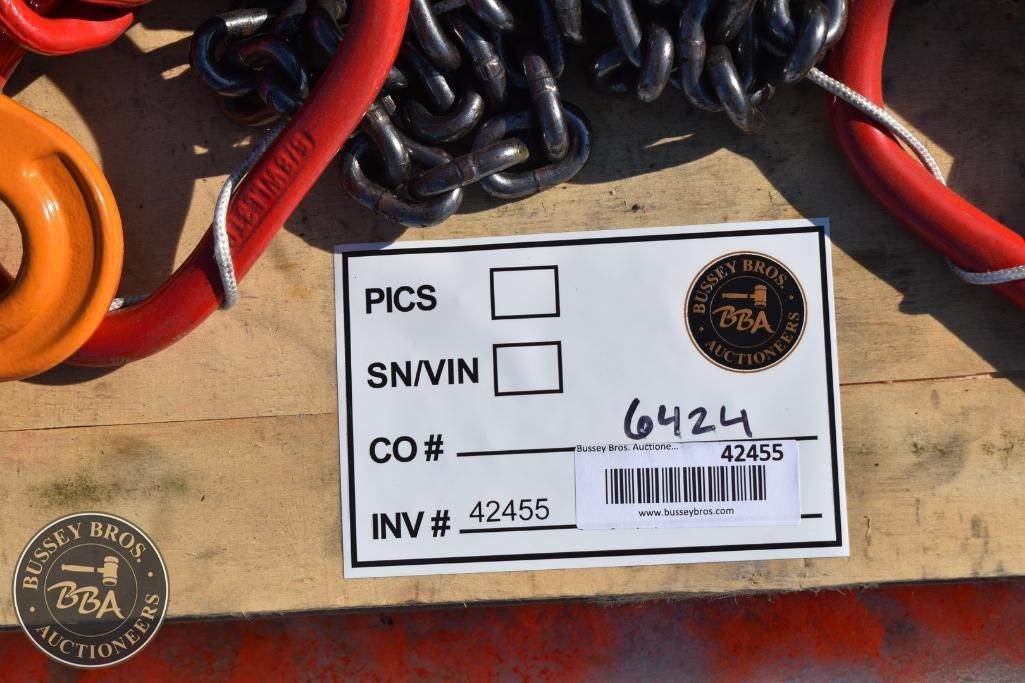 PICS
BUSSEY BROS.
BBA
AUCTIONEERS
SN/VIN
CO #
6424
Bussey Bros. Auctione...
42455
INV # 42455
www.busseybros.com
BUSSEY BROS.
BBA
AUCTIONEERS